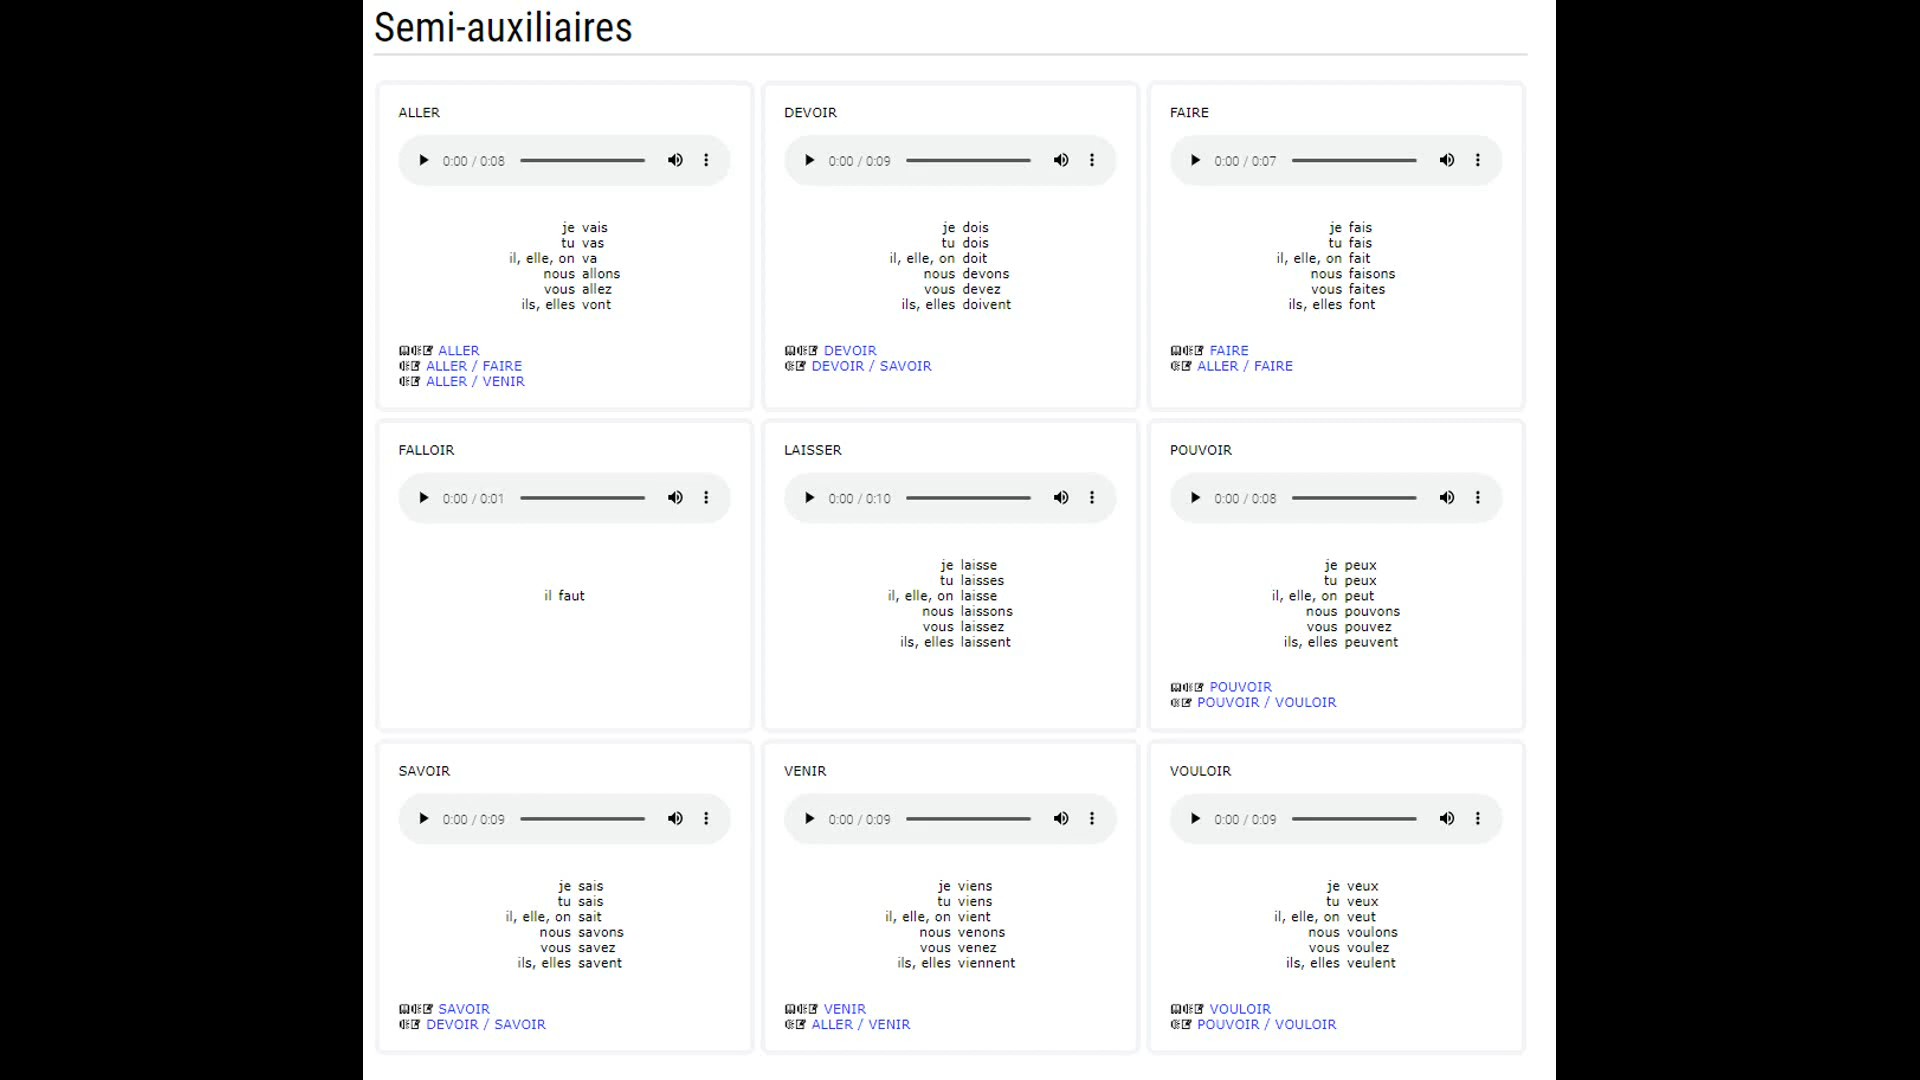 Semi-auxiliaires
ALLER
0:00 / 0:08
je vais
tu vas
il, elle, on va
nous allons
vous allez
ils, elles vont
ALLER
ALLER / FAIRE
ALLER / VENIR
DEVOIR
0:00 / 0:09
je dois
tu dois
il, elle, on doit
nous devons
vous devez
ils, elles doivent
DEVOIR
DEVOIR / SAVOIR
FAIRE
0:00 / 0:07
je fais
tu fais
il, elle, on fait
nous faisons
vous faites
ils, elles font
FAIRE
ALLER / FAIRE
FALLOIR
0:00 / 0:01
il faut
LAISSER
0:00 / 0:10
je laisse
tu laisses
il, elle, on laisse
nous laissons
vous laissez
ils, elles laissent
POUVOIR
0:00 / 0:08
je peux
tu peux
il, elle, on peut
nous pouvons
vous pouvez
ils, elles peuvent
POUVOIR
POUVOIR / VOULOIR
SAVOIR
0:00 / 0:09
je sais
tu sais
il, elle, on sait
nous savons
vous savez
ils, elles savent
SAVOIR
DEVOIR / SAVOIR
VENIR
0:00 / 0:09
je viens
tu viens
il, elle, on vient
nous venons
vous venez
ils, elles viennent
VENIR
ALLER / VENIR
VOULOIR
0:00 / 0:09
je veux
tu veux
il, elle, on veut
nous voulons
vous voulez
ils, elles veulent
VOULOIR
POUVOIR / VOULOIR